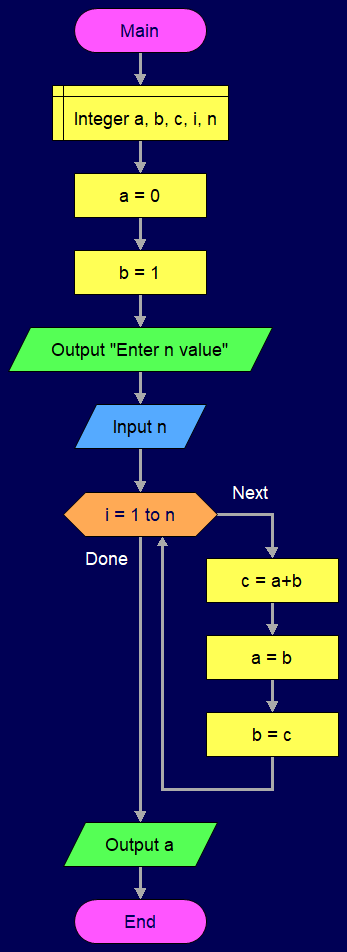 Main
Integer a, b, c, i, n
a = 0
b = 1
Output "Enter n value"
Input n
i = 1 to n
Next
Done
c = a+b
a = b
b = c
Output a
End